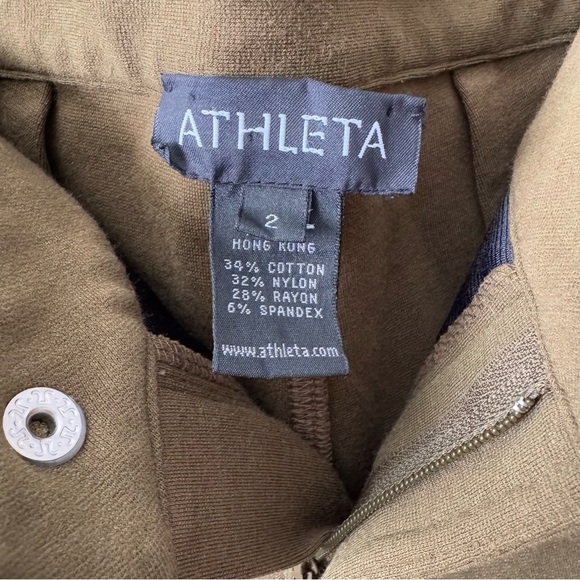 ATHLETA
2
HONG KONG
34% COTTON
32% NYLON
28% RAYON
6% SPANDEX
www.athleta.com